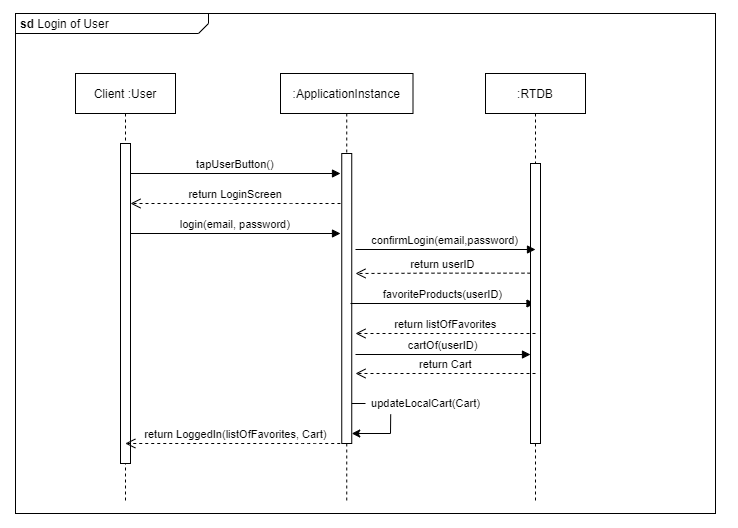 sd Login of User
Client :User
:ApplicationInstance
:RTDB
tapUserButton()
return LoginScreen
login(email, password)
confirmLogin(email,password)
return userID
favoriteProducts(userID)
return listOfFavorites
cartOf(userID)
return Cart
updateLocalCart(Cart)
return LoggedIn(listOfFavorites, Cart)